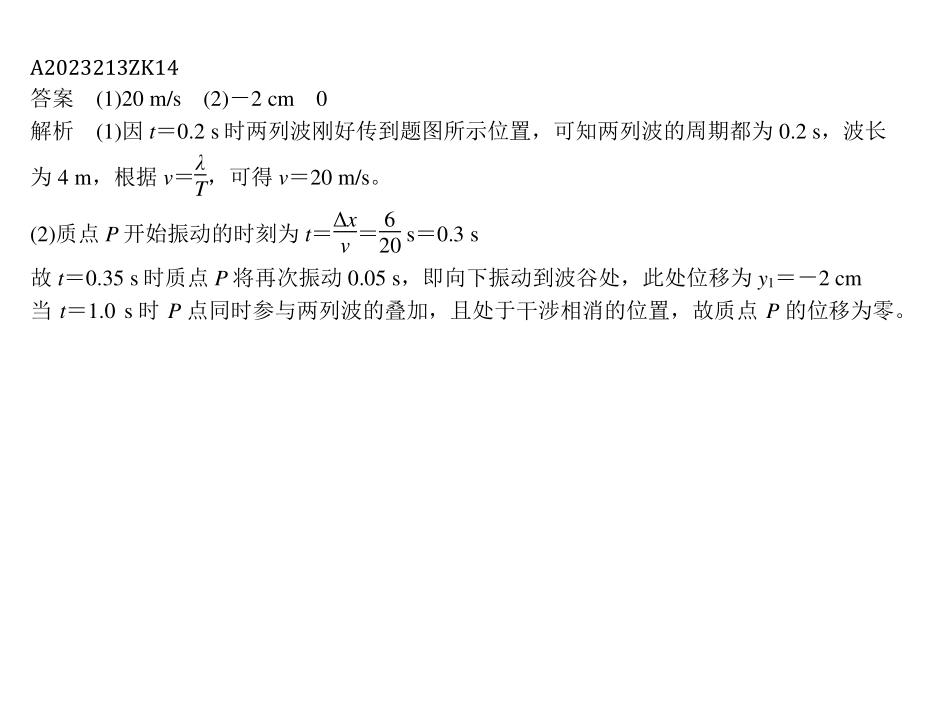 A2023213ZK14
答案　(1)20 m/s　(2)－2 cm　0
解析　(1)因 t＝0.2 s 时两列波刚好传到题图所示位置，可知两列波的周期都为 0.2 s，波长
为 4 m，根据 v＝λ/T，可得 v＝20 m/s。
(2)质点 P 开始振动的时刻为 t＝Δx/v＝6/20 s＝0.3 s
故 t＝0.35 s 时质点 P 将再次振动 0.05 s，即向下振动到波谷处，此处位移为 y₁＝－2 cm
当 t＝1.0 s 时 P 点同时参与两列波的叠加，且处于干涉相消的位置，故质点 P 的位移为零。